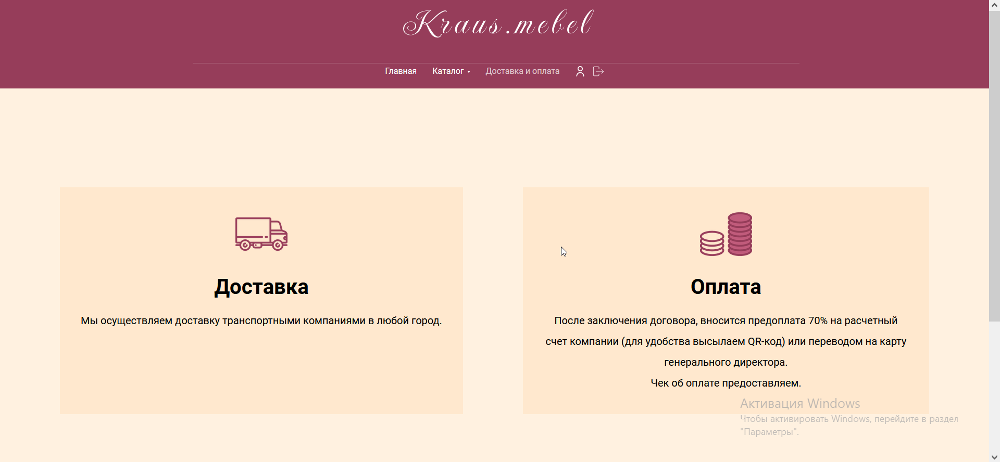 Kraus.mebel
Главная Каталог Доставка и оплата
Доставка
Мы осуществляем доставку транспортными компаниями в любой город.
Оплата
После заключения договора, вносится предоплата 70% на расчетный
счет компании (для удобства высылаем QR-код) или переводом на карту
генерального директора.
Чек об оплате предоставляем.
Активация Windows
Чтобы активировать Windows, перейдите в раздел
"Параметры".